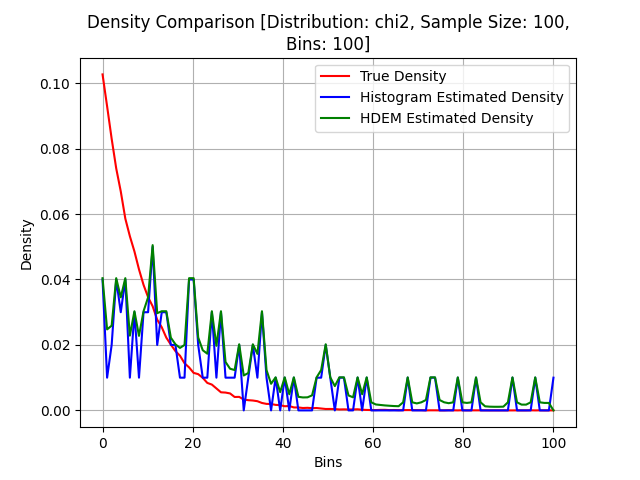 Density Comparison [Distribution: chi2, Sample Size: 100,
Bins: 100]
True Density
Histogram Estimated Density
HDEM Estimated Density
Density
0.10
0.08
0.06
0.04
0.02
0.00
0 20 40 60 80 100
Bins